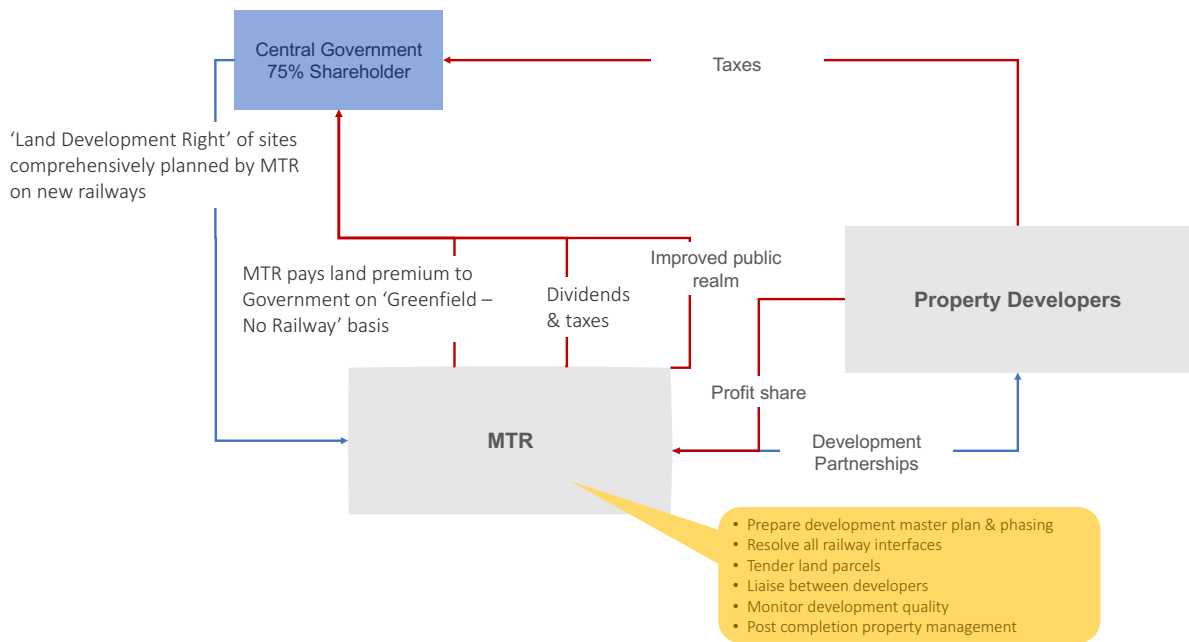 Central Government
75% Shareholder
Taxes
‘Land Development Right’ of sites
comprehensively planned by MTR
on new railways
MTR pays land premium to
Government on ‘Greenfield –
No Railway’ basis
Dividends
& taxes
Improved public
realm
Property Developers
Profit share
MTR
Development
Partnerships
• Prepare development master plan & phasing
• Resolve all railway interfaces
• Tender land parcels
• Liaise between developers
• Monitor development quality
• Post completion property management